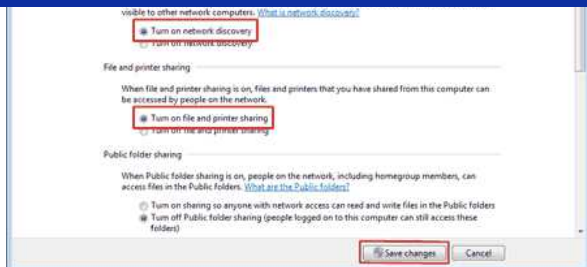 visible to other network computers. What is network discovery?
Turn on network discovery
Turn off network discovery
File and printer sharing
When file and printer sharing is on, files and printers that you have shared from this computer can
be accessed by people on the network.
Turn on file and printer sharing
Turn off file and printer sharing
Public folder sharing
When Public folder sharing is on, people on the network, including homegroup members, can
access files in the Public folders. What are the Public folders?
Turn on sharing so anyone with network access can read and write files in the Public folders
Turn off Public folder sharing (people logged on to this computer can still access these
folders)
Save changes
Cancel